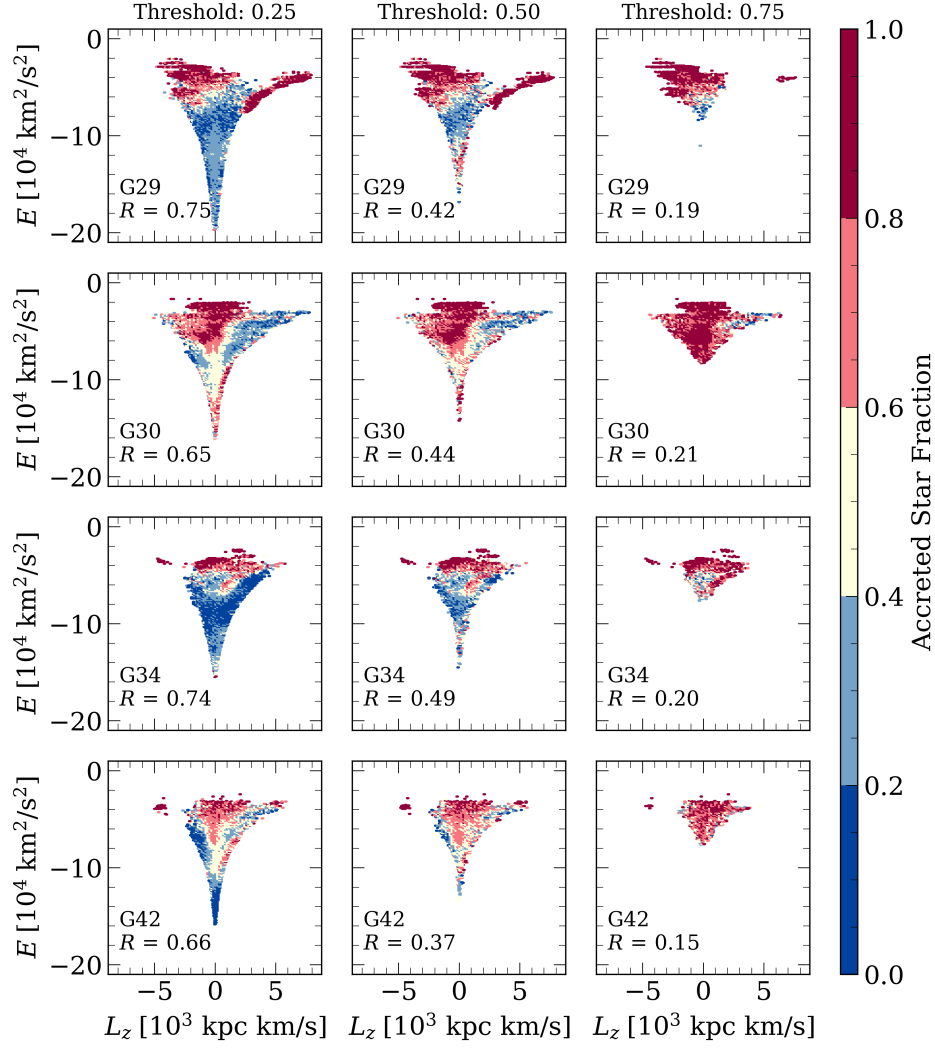 Threshold: 0.25 Threshold: 0.50 Threshold: 0.75
0
−10
−20
E [10⁴ km²/s²]
G29
R = 0.75
G29
R = 0.42
G29
R = 0.19
0
−10
−20
E [10⁴ km²/s²]
G30
R = 0.65
G30
R = 0.44
G30
R = 0.21
0
−10
−20
E [10⁴ km²/s²]
G34
R = 0.74
G34
R = 0.49
G34
R = 0.20
0
−10
−20
E [10⁴ km²/s²]
G42
R = 0.66
G42
R = 0.37
G42
R = 0.15
−5 0 5 −5 0 5 −5 0 5
L_z [10³ kpc km/s] L_z [10³ kpc km/s] L_z [10³ kpc km/s]
1.0
0.8
0.6
0.4
0.2
0.0
Accreted Star Fraction